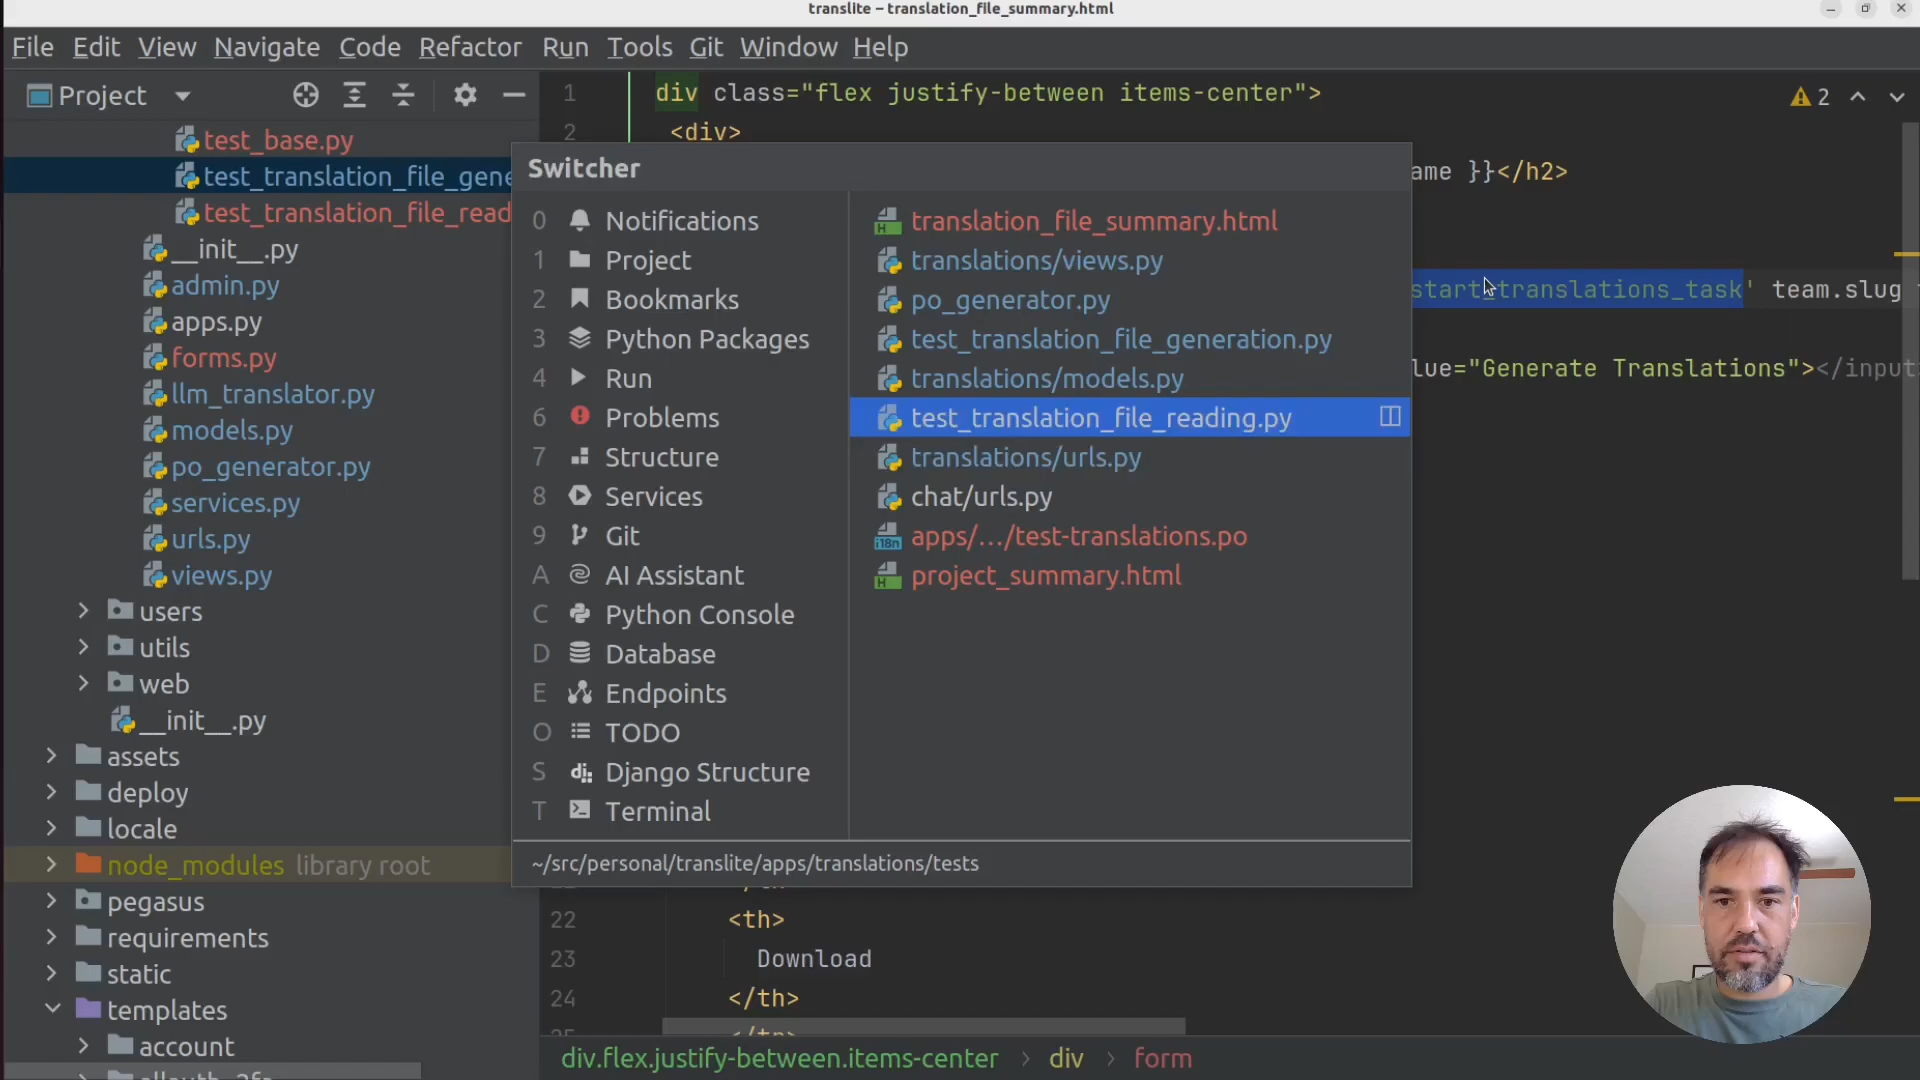 translite – translation_file_summary.html
File Edit View Navigate Code Refactor Run Tools Git Window Help
Project
test_base.py
test_translation_file_gene
test_translation_file_read
__init__.py
admin.py
apps.py
forms.py
llm_translator.py
models.py
po_generator.py
services.py
urls.py
views.py
users
utils
web
__init__.py
assets
deploy
locale
node_modules library root
pegasus
requirements
static
templates
account
1 div class="flex justify-between items-center">
2
2 <div>
ame }}</h2>
start_translations_task' team.slug
lue="Generate Translations"></input
Switcher
0 Notifications
1 Project
2 Bookmarks
3 Python Packages
4 Run
6 Problems
7 Structure
8 Services
9 Git
A AI Assistant
C Python Console
D Database
E Endpoints
O TODO
S Django Structure
T Terminal
translation_file_summary.html
translations/views.py
po_generator.py
test_translation_file_generation.py
translations/models.py
test_translation_file_reading.py
translations/urls.py
chat/urls.py
apps/…/test-translations.po
project_summary.html
~/src/personal/translite/apps/translations/tests
22 <th>
23 Download
24 </th>
div.flex.justify-between.items-center › div › form